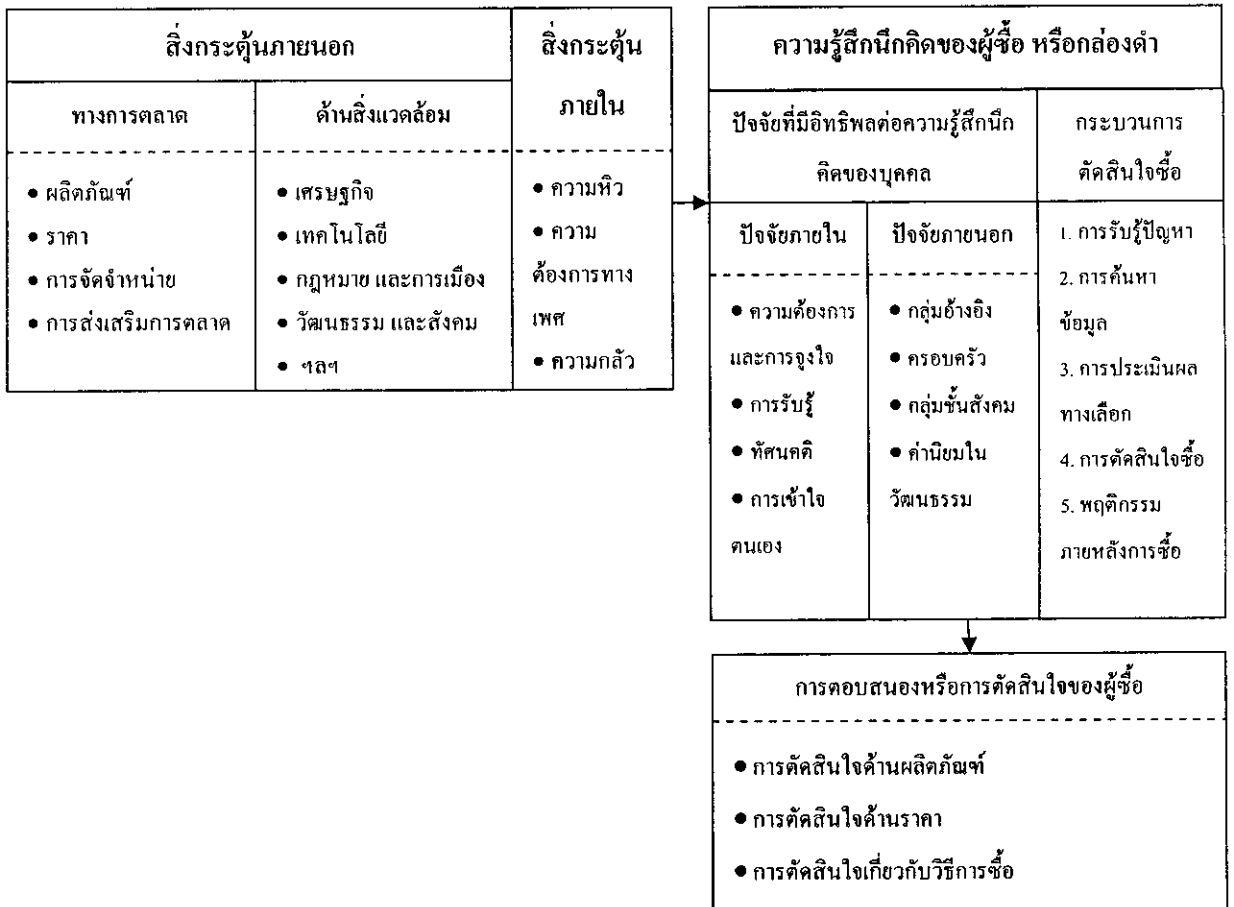 สิ่งกระตุ้นภายนอก
ทางการตลาด
● ผลิตภัณฑ์
● ราคา
● การจัดจำหน่าย
● การส่งเสริมการตลาด
ด้านสิ่งแวดล้อม
● เศรษฐกิจ
● เทคโนโลยี
● กฎหมาย และการเมือง
● วัฒนธรรม และสังคม
● ฯลฯ
สิ่งกระตุ้น
ภายใน
● ความหิว
● ความ
ต้องการทาง
เพศ
● ความกลัว
ความรู้สึกนึกคิดของผู้ซื้อ หรือกล่องดำ
ปัจจัยที่มีอิทธิพลต่อความรู้สึกนึก
คิดของบุคคล
ปัจจัยภายใน
● ความต้องการ
และการจูงใจ
● การรับรู้
● ทัศนคติ
● การเข้าใจ
ตนเอง
ปัจจัยภายนอก
● กลุ่มอ้างอิง
● ครอบครัว
● กลุ่มชั้นสังคม
● ค่านิยมใน
วัฒนธรรม
กระบวนการ
ตัดสินใจซื้อ
1. การรับรู้ปัญหา
2. การค้นหา
ข้อมูล
3. การประเมินผล
ทางเลือก
4. การตัดสินใจซื้อ
5. พฤติกรรม
ภายหลังการซื้อ
การตอบสนองหรือการตัดสินใจของผู้ซื้อ
● การตัดสินใจด้านผลิตภัณฑ์
● การตัดสินใจด้านราคา
● การตัดสินใจเกี่ยวกับวิธีการซื้อ